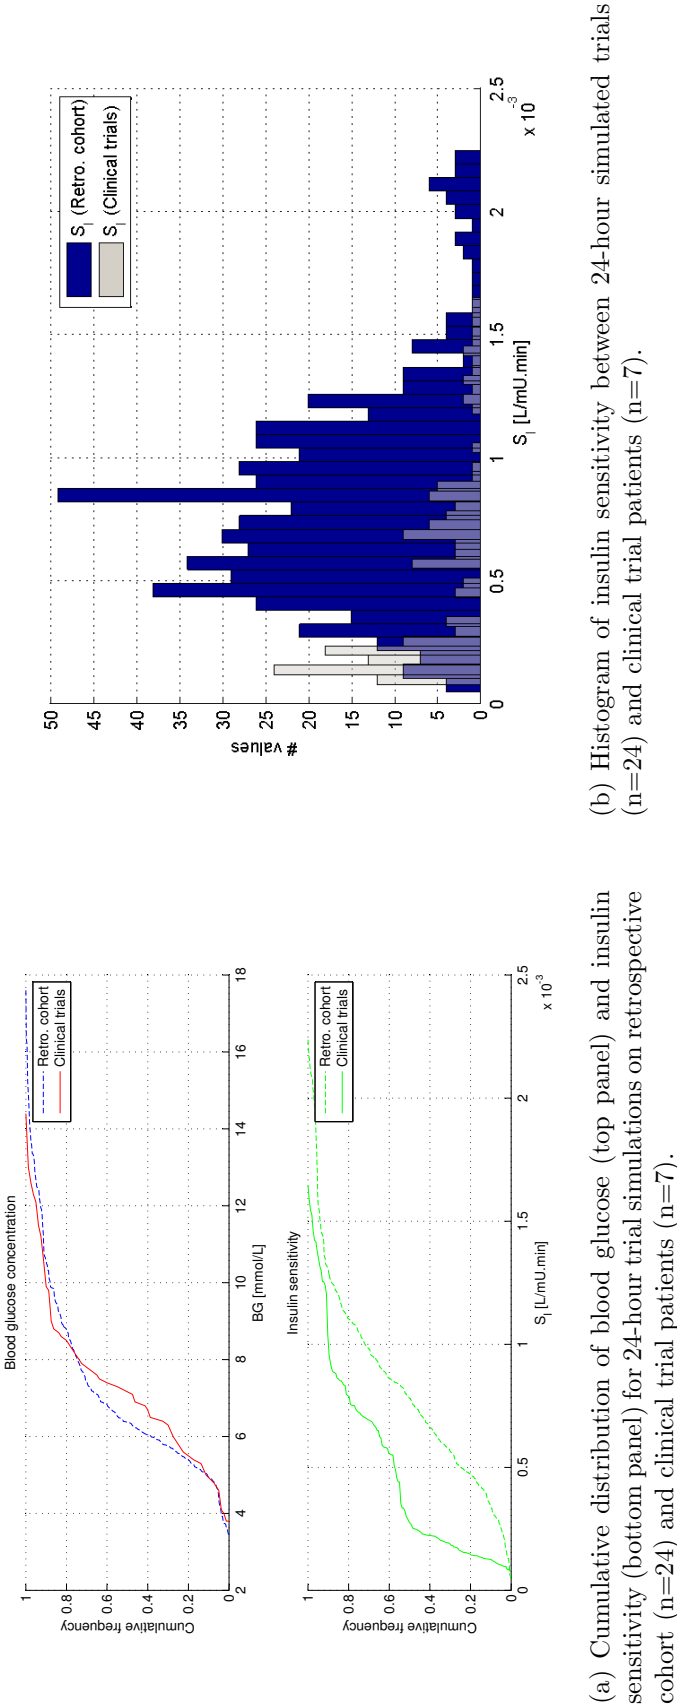 Blood glucose concentration
1
0.8
0.6
0.4
0.2
0
Cumulative frequency
2 4 6 8 10 12 14 16 18
BG [mmol/L]
Retro. cohort
Clinical trials
Insulin sensitivity
1
0.8
0.6
0.4
0.2
0
Cumulative frequency
0 0.5 1 1.5 2 2.5
x 10⁻³
S_I [L/mU.min]
Retro. cohort
Clinical trials
(a) Cumulative distribution of blood glucose (top panel) and insulin
sensitivity (bottom panel) for 24-hour trial simulations on retrospective
cohort (n=24) and clinical trial patients (n=7).
50
45
40
35
30
25
20
15
10
5
0
# values
0 0.5 1 1.5 2 2.5
x 10⁻³
S_I [L/mU.min]
S_I (Retro. cohort)
S_I (Clinical trials)
(b) Histogram of insulin sensitivity between 24-hour simulated trials
(n=24) and clinical trial patients (n=7).